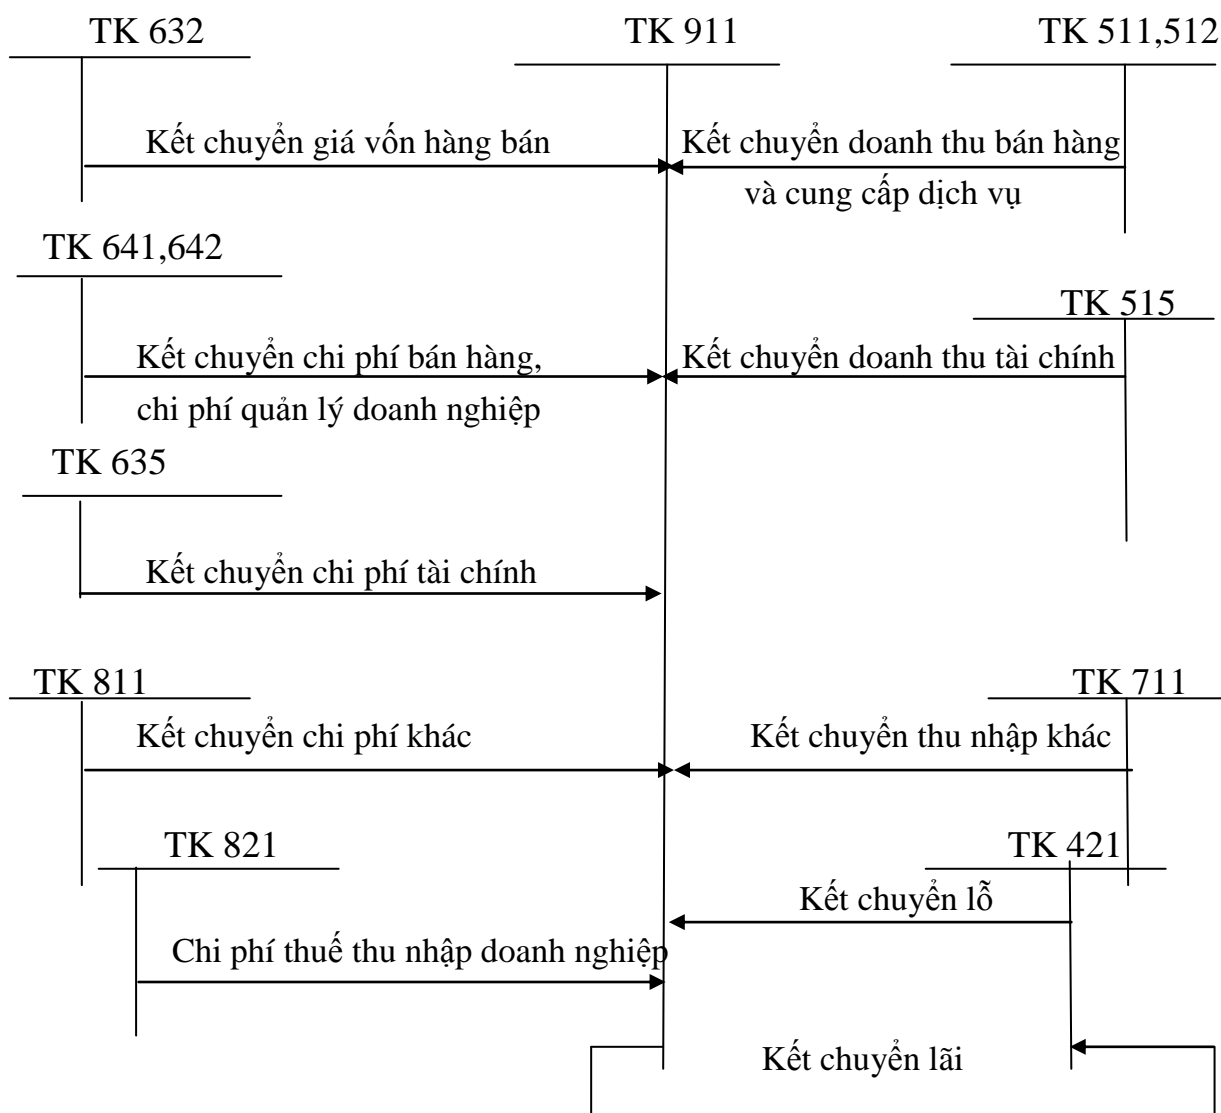 TK 632
TK 911
TK 511,512
Kết chuyển giá vốn hàng bán
Kết chuyển doanh thu bán hàng
và cung cấp dịch vụ
TK 641,642
TK 515
Kết chuyển chi phí bán hàng,
chi phí quản lý doanh nghiệp
Kết chuyển doanh thu tài chính
TK 635
Kết chuyển chi phí tài chính
TK 811
TK 711
Kết chuyển chi phí khác
Kết chuyển thu nhập khác
TK 821
TK 421
Kết chuyển lỗ
Chi phí thuế thu nhập doanh nghiệp
Kết chuyển lãi